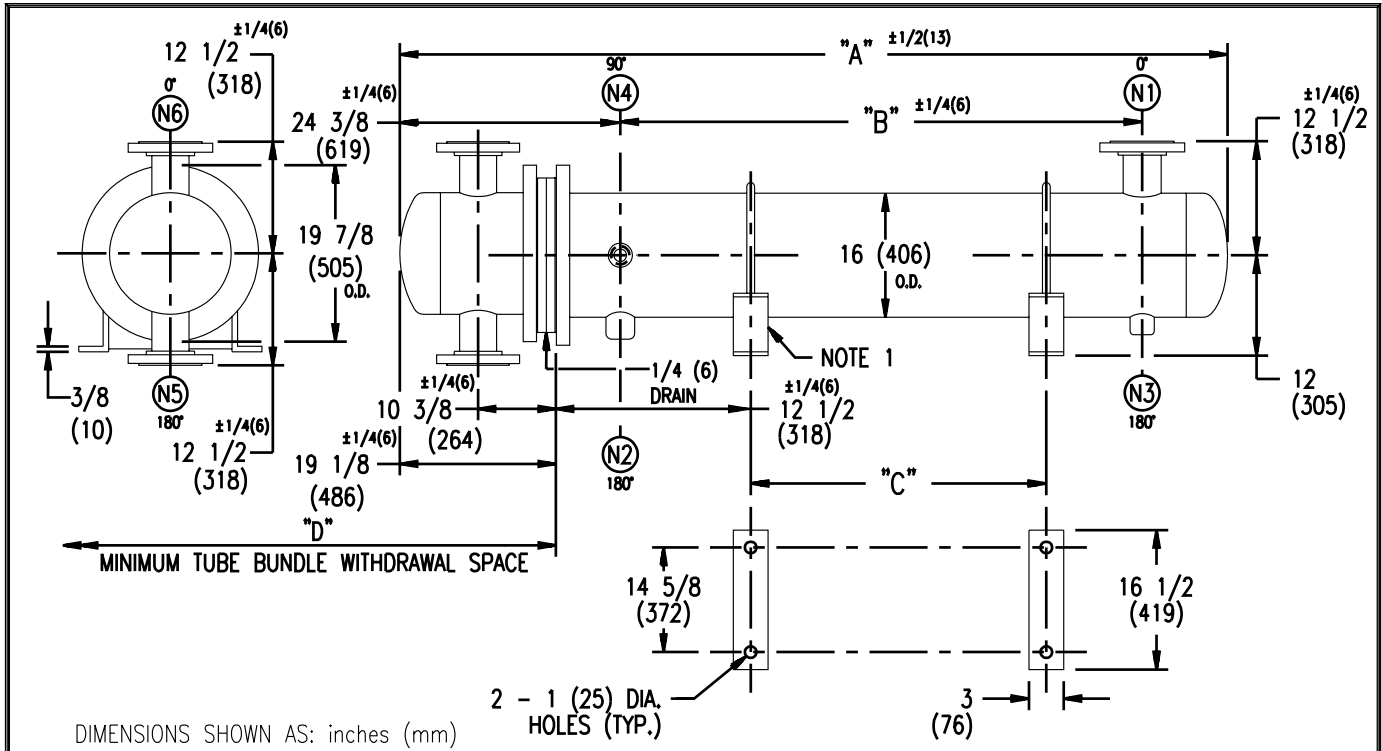 ±1/4(6)
12 1/2
(318)
0°
N6
±1/2(13)
"A"
90°
N4
0°
N1
±1/4(6)
24 3/8
(619)
±1/4(6)
"B"
±1/4(6)
12 1/2
(318)
19 7/8
(505)
O.D.
16 (406)
O.D.
NOTE 1
3/8
(10)
N5
180°
±1/4(6)
12 1/2
(318)
±1/4(6)
10 3/8
(264)
1/4 (6)
DRAIN
±1/4(6)
12 1/2
(318)
N3
180°
12
(305)
±1/4(6)
19 1/8
(486)
N2
180°
"C"
"D"
MINIMUM TUBE BUNDLE WITHDRAWAL SPACE
14 5/8
(372)
16 1/2
(419)
2 - 1 (25) DIA.
HOLES (TYP.)
3
(76)
DIMENSIONS SHOWN AS: inches (mm)